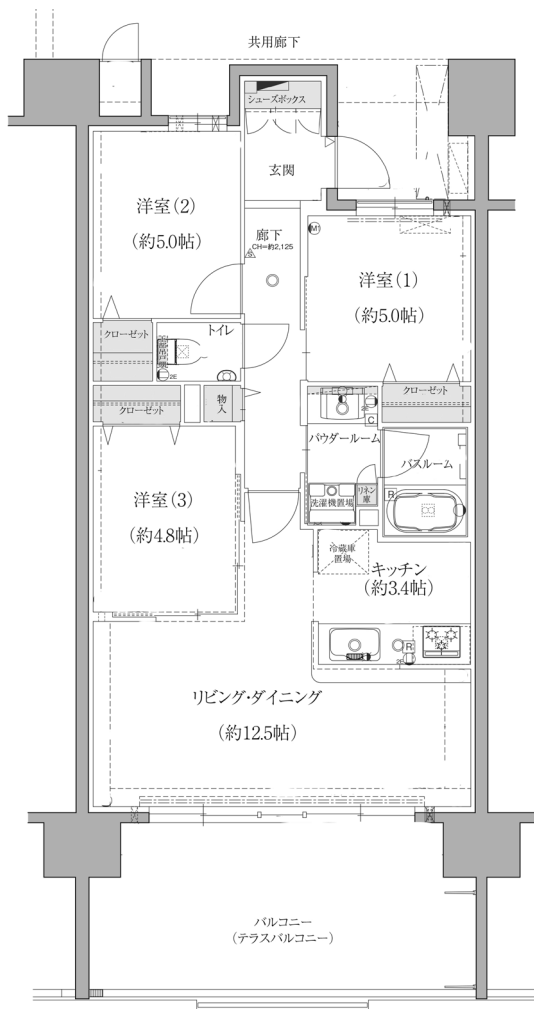 共用廊下
シューズボックス
玄関
洋室(2)
(約5.0帖)
廊下
CH=約2,125
M1
洋室(1)
(約5.0帖)
トイレ
クローゼット
2E
クローゼット
物入
クローゼット
2E
C
パウダールーム
バスルーム
洋室(3)
(約4.8帖)
洗濯機置場
リネン庫
R
冷蔵庫置場
キッチン
(約3.4帖)
R
2E
リビング・ダイニング
(約12.5帖)
バルコニー
(テラスバルコニー)